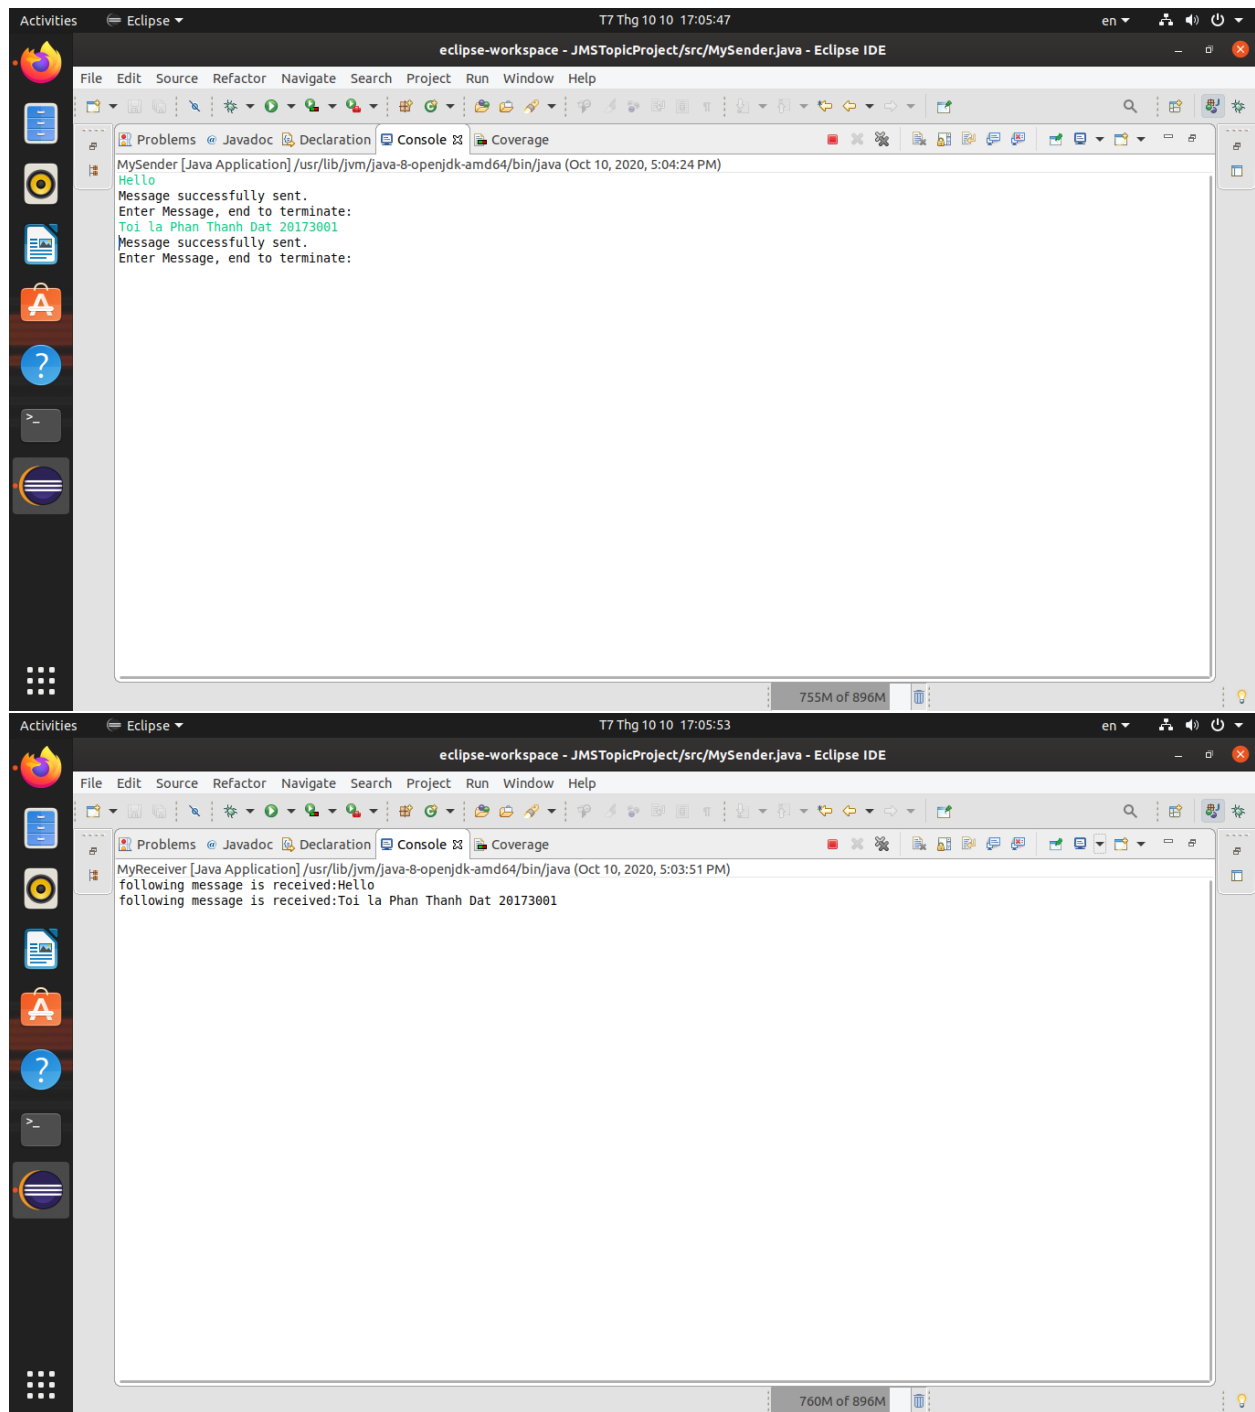 Activities Eclipse T7 Thg 10 10 17:05:47 en
eclipse-workspace - JMSTopicProject/src/MySender.java - Eclipse IDE
File Edit Source Refactor Navigate Search Project Run Window Help
Problems @ Javadoc Declaration Console Coverage
MySender [Java Application] /usr/lib/jvm/java-8-openjdk-amd64/bin/java (Oct 10, 2020, 5:04:24 PM)
Hello
Message successfully sent.
Enter Message, end to terminate:
Toi la Phan Thanh Dat 20173001
Message successfully sent.
Enter Message, end to terminate:
755M of 896M
Activities Eclipse T7 Thg 10 10 17:05:53 en
eclipse-workspace - JMSTopicProject/src/MySender.java - Eclipse IDE
File Edit Source Refactor Navigate Search Project Run Window Help
Problems @ Javadoc Declaration Console Coverage
MyReceiver [Java Application] /usr/lib/jvm/java-8-openjdk-amd64/bin/java (Oct 10, 2020, 5:03:51 PM)
following message is received:Hello
following message is received:Toi la Phan Thanh Dat 20173001
760M of 896M